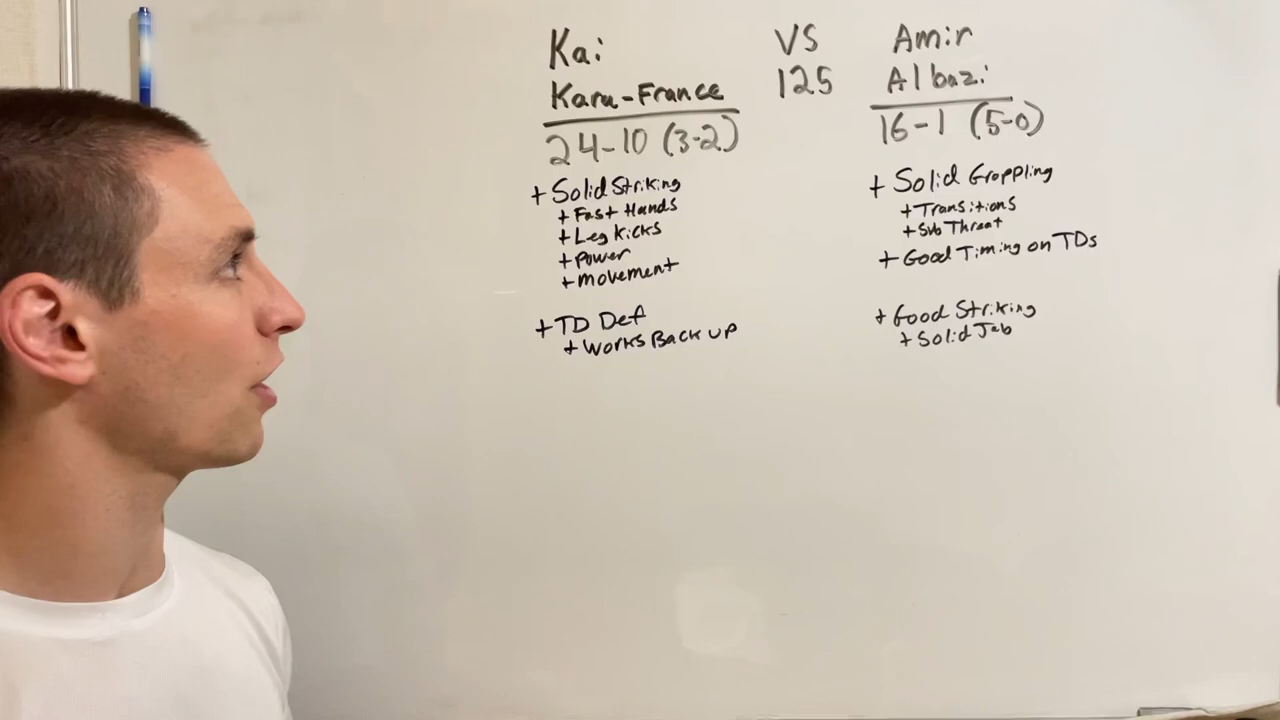 Kai
Kara-France
24-10 (3-2)
+ Solid Striking
+ Fast Hands
+ Leg Kicks
+ Power
+ movement
+ TD Def
+ Works Back up
VS
125
Amir
Albazi
16-1 (5-0)
+ Solid Groppling
+ Transitions
+ Sub Threat
+ Good Timing on TDs
+ Good Striking
+ Solid Jab